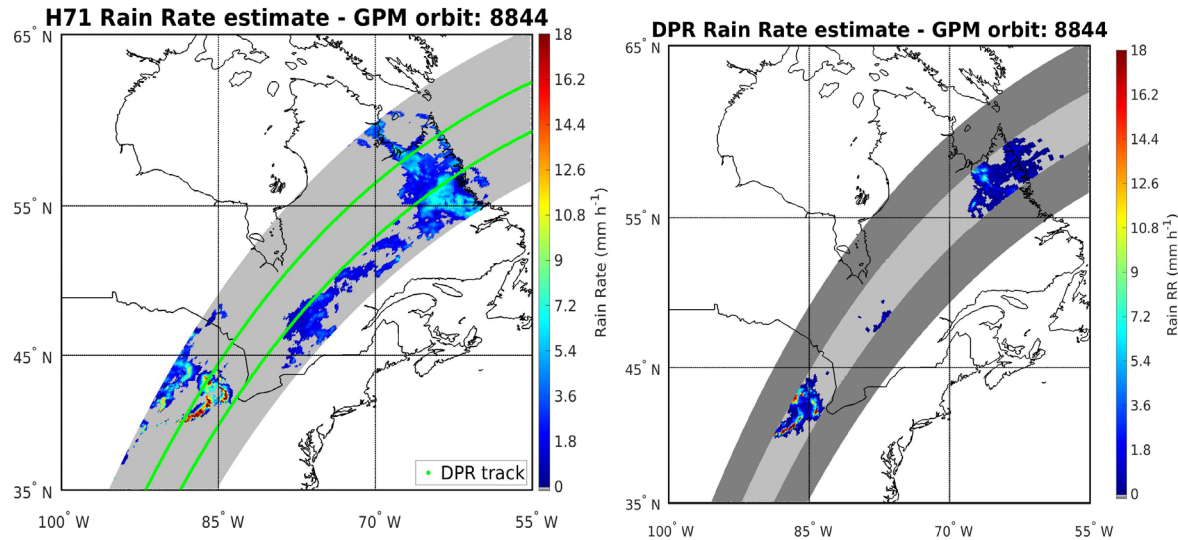 H71 Rain Rate estimate - GPM orbit: 8844
65° N
55° N
45° N
35° N
100° W
85° W
70° W
55° W
DPR track
18
16.2
14.4
12.6
10.8
9
7.2
5.4
3.6
1.8
0
Rain Rate (mm h⁻¹)
DPR Rain Rate estimate - GPM orbit: 8844
65° N
55° N
45° N
35° N
100° W
85° W
70° W
55° W
18
16.2
14.4
12.6
10.8
9
7.2
5.4
3.6
1.8
0
Rain RR (mm h⁻¹)